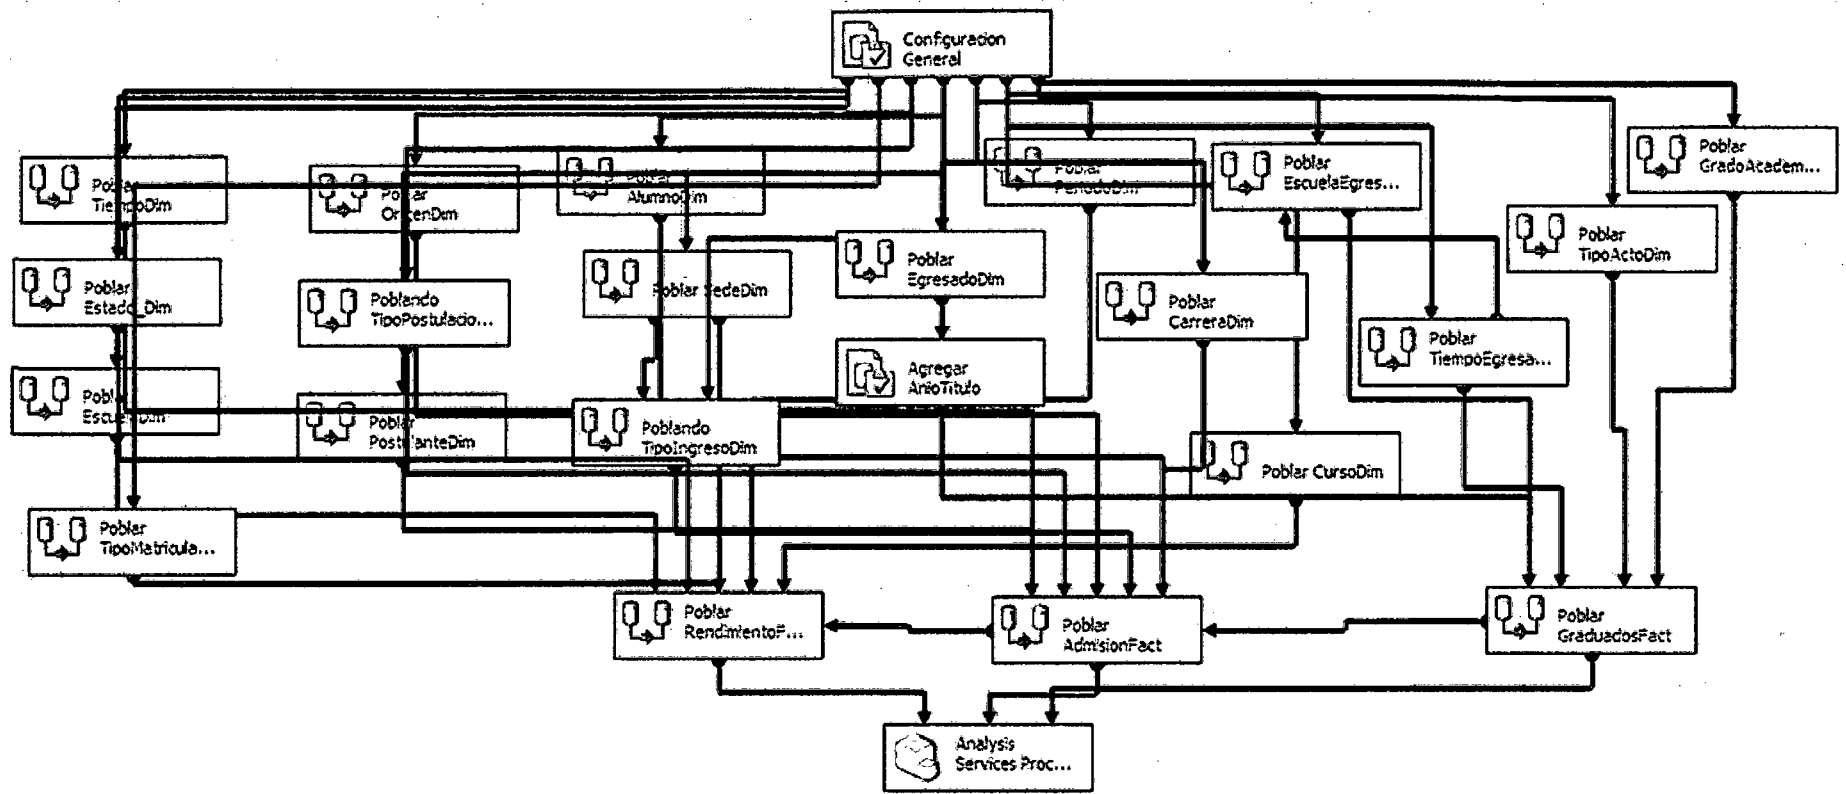 Configuracion
General
Poblar
GradoAcadem...
Poblar
EscuelaEgres...
Poblar
PeriodoDim
Poblar
AlumnoDim
Poblar
OrigenDim
Poblar
TiempoDim
Poblar
TipoActoDim
Poblar
EgresadoDim
Poblar SedeDim
Poblar
Estado_Dim
Poblando
TipoPostulacio...
Poblar
CarreraDim
Poblar
TiempoEgresa...
Agregar
AnioTitulo
Poblar
EscuelaDim
Poblar
PostulanteDim
Poblando
TipoIngresoDim
Poblar CursoDim
Poblar
TipoMatricula...
Poblar
RendimientoF...
Poblar
AdmisionFact
Poblar
GraduadosFact
Analysis
Services Proc...